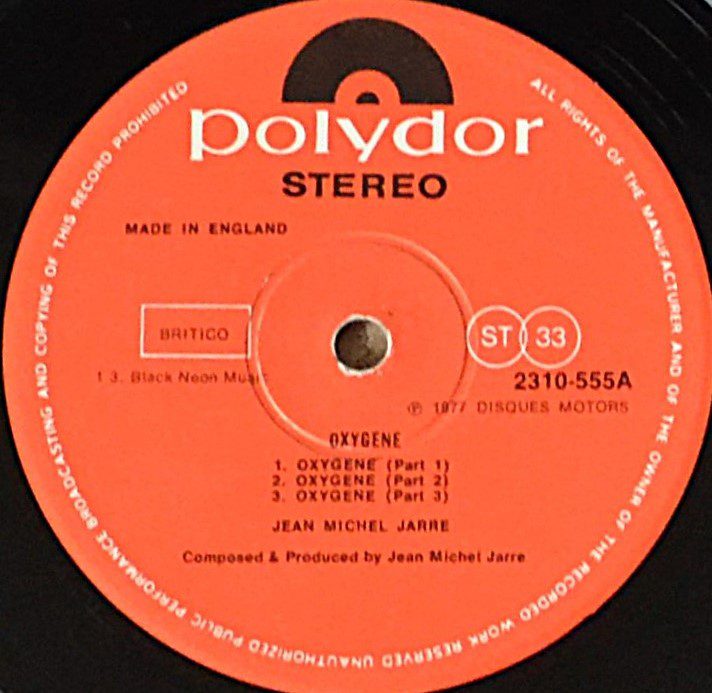 polydor
STEREO
MADE IN ENGLAND
BRITICO
ST 33
1 3. Black Neon Music
2310-555A
℗ 1977 DISQUES MOTORS
OXYGENE
1. OXYGENE (Part 1)
2. OXYGENE (Part 2)
3. OXYGENE (Part 3)
JEAN MICHEL JARRE
Composed & Produced by Jean Michel Jarre
ALL RIGHTS OF THE MANUFACTURER AND OF THE OWNER OF THE RECORDED WORK RESERVED UNAUTHORIZED PUBLIC PERFORMANCE BROADCASTING AND COPYING OF THIS RECORD PROHIBITED